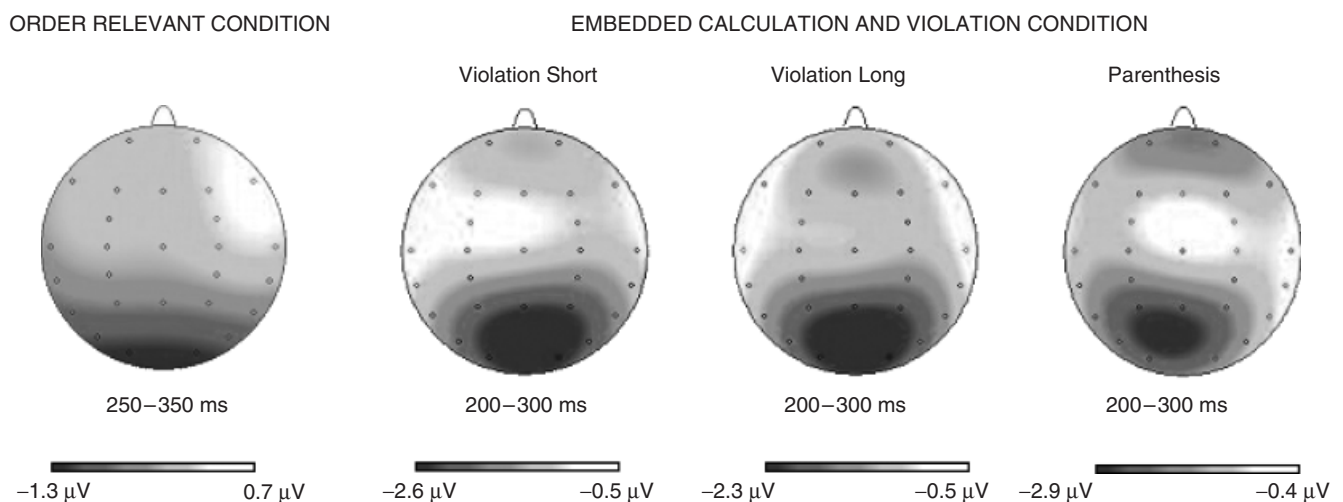 ORDER RELEVANT CONDITION
EMBEDDED CALCULATION AND VIOLATION CONDITION
Violation Short
Violation Long
Parenthesis
250–350 ms
200–300 ms
200–300 ms
200–300 ms
−1.3 µV
0.7 µV
−2.6 µV
−0.5 µV
−2.3 µV
−0.5 µV
−2.9 µV
−0.4 µV